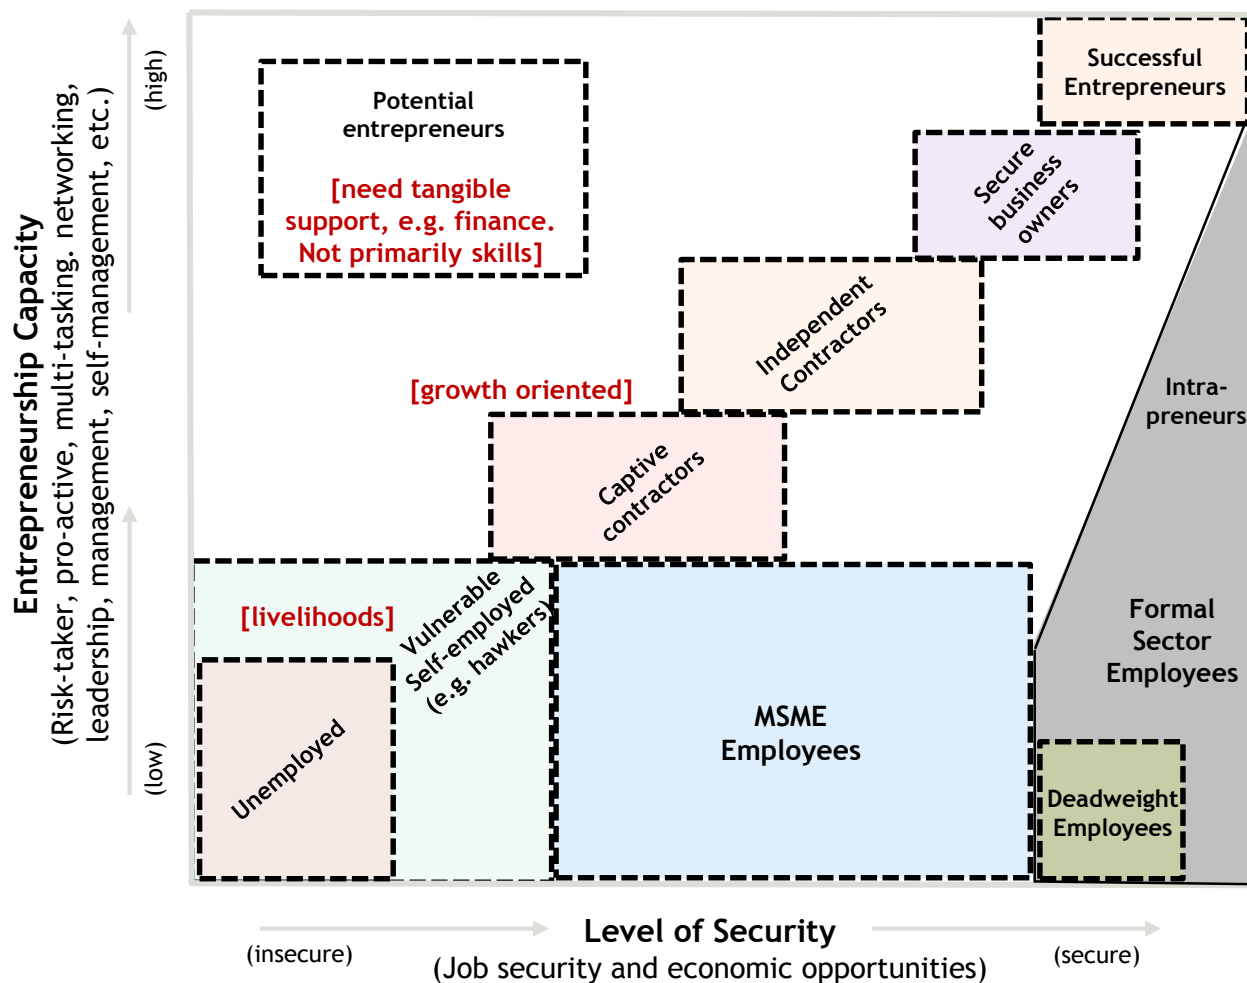 Entrepreneurship Capacity
(Risk-taker, pro-active, multi-tasking. networking,
leadership, management, self-management, etc.)
(high)
(low)
Potential
entrepreneurs
[need tangible
support, e.g. finance.
Not primarily skills]
Successful
Entrepreneurs
Secure
business
owners
Independent
Contractors
[growth oriented]
Captive
contractors
Intra-
preneurs
[livelihoods]
Vulnerable
Self-employed
(e.g. hawkers)
Unemployed
MSME
Employees
Formal
Sector
Employees
Deadweight
Employees
(insecure)
Level of Security
(secure)
(Job security and economic opportunities)